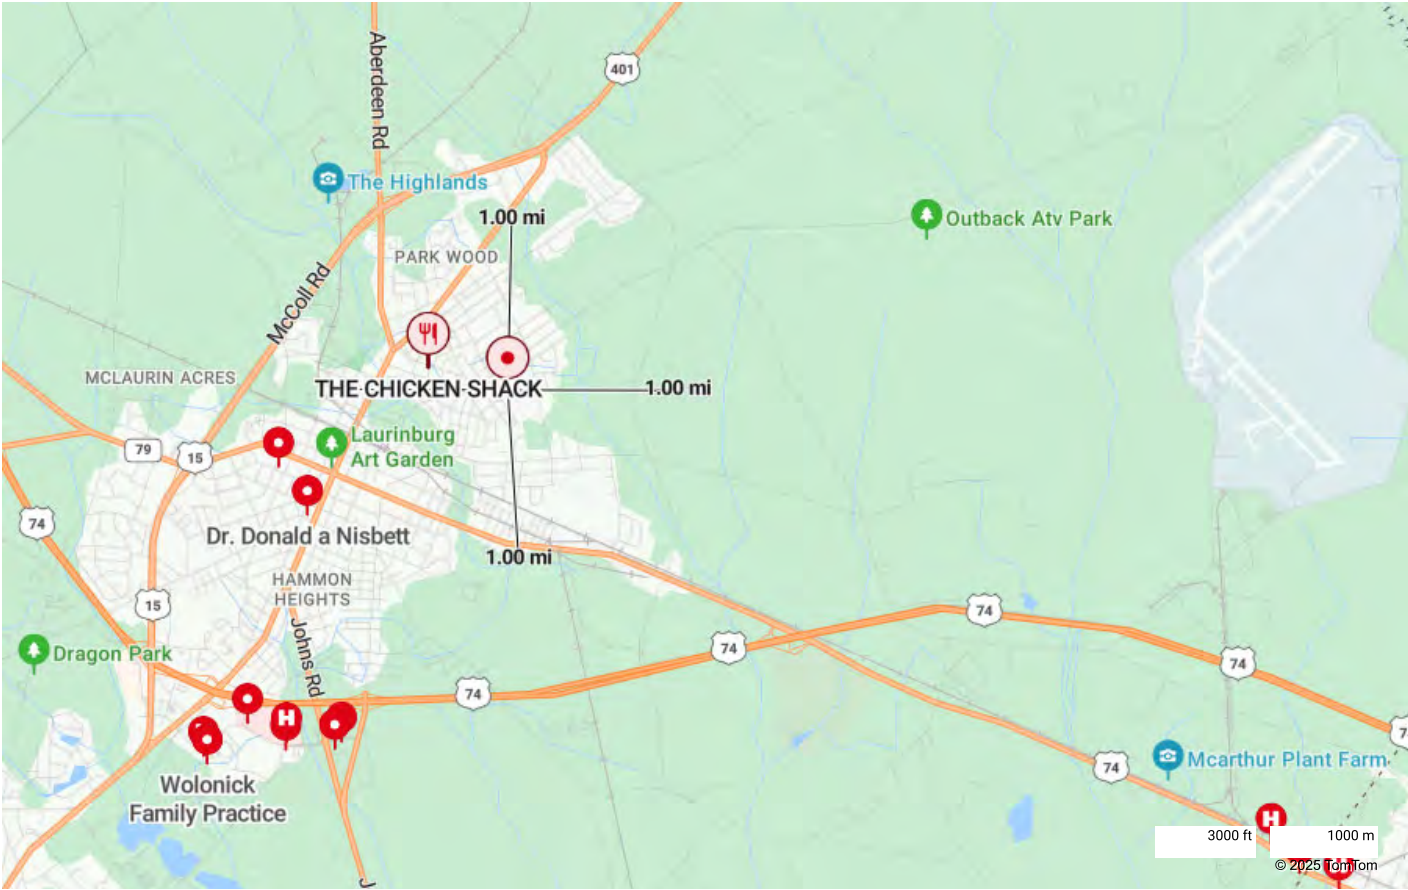 Aberdeen Rd
401
The Highlands
1.00 mi
Outback Atv Park
PARK WOOD
McColl Rd
MCLAURIN ACRES
THE CHICKEN SHACK
1.00 mi
Laurinburg
Art Garden
79
15
74
Dr. Donald a Nisbett
1.00 mi
HAMMON
HEIGHTS
15
74
Johns Rd
74
Dragon Park
74
74
H
74
Mcarthur Plant Farm
Wolonick
Family Practice
H
3000 ft
1000 m
© 2025 TomTom
H
J